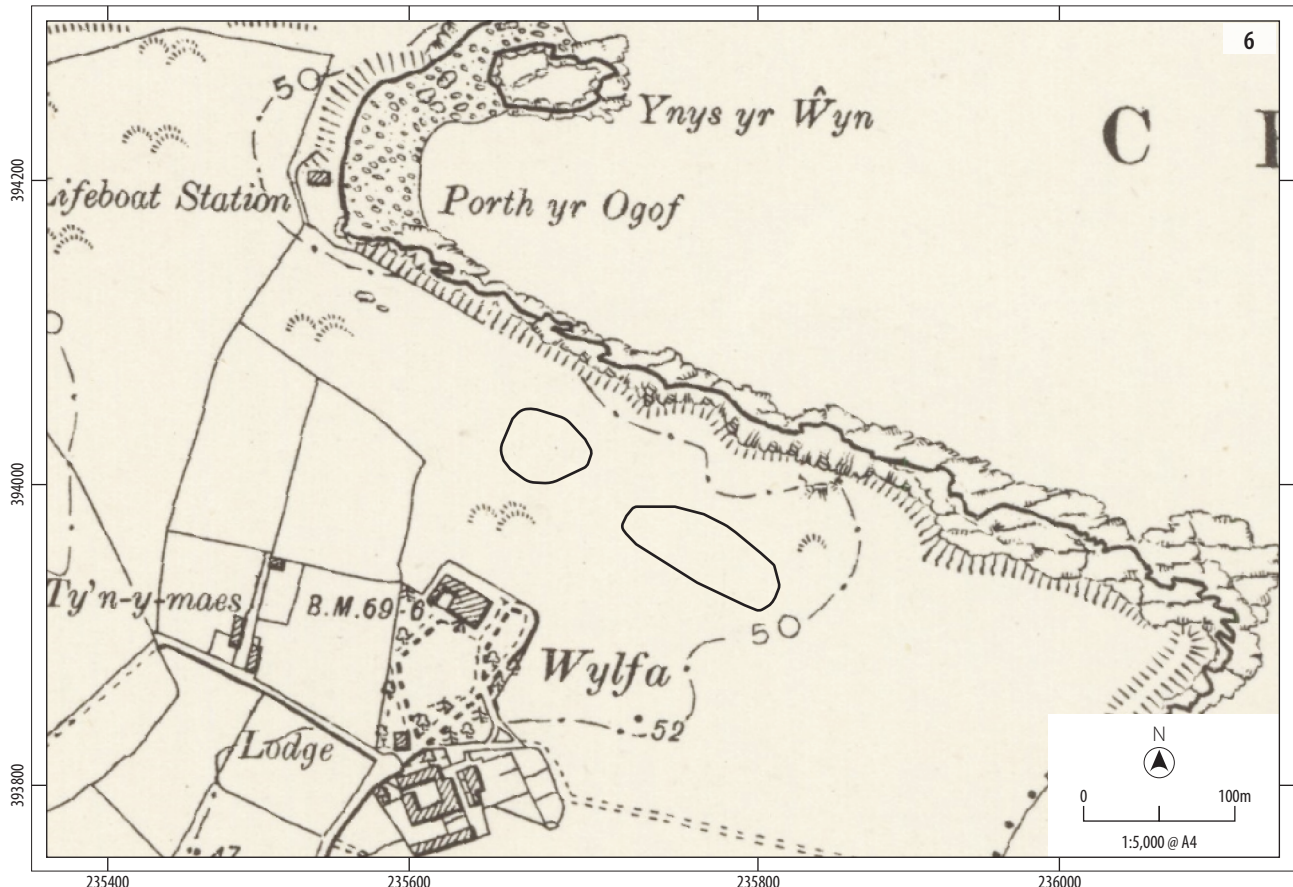 6
50
Ynys yr Ŵyn
C
394200
Lifeboat Station
Porth yr Ogof
394000
Ty'n-y-maes
B.M.69·6
50
Wylfa
52
Lodge
393800
47
N
0 100m
1:5,000 @ A4
235400 235600 235800 236000